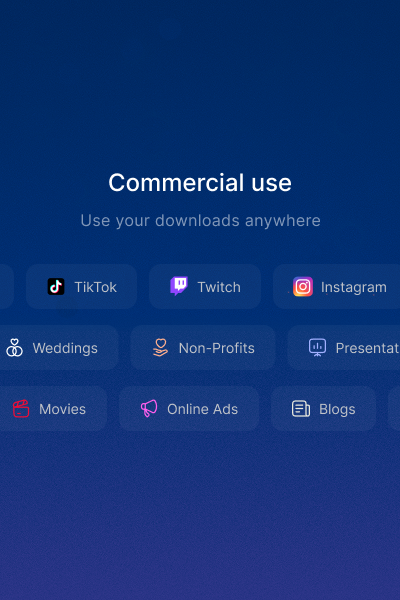 Commercial use
Use your downloads anywhere
TikTok Twitch Instagram
Weddings Non-Profits Presentat
Movies Online Ads Blogs